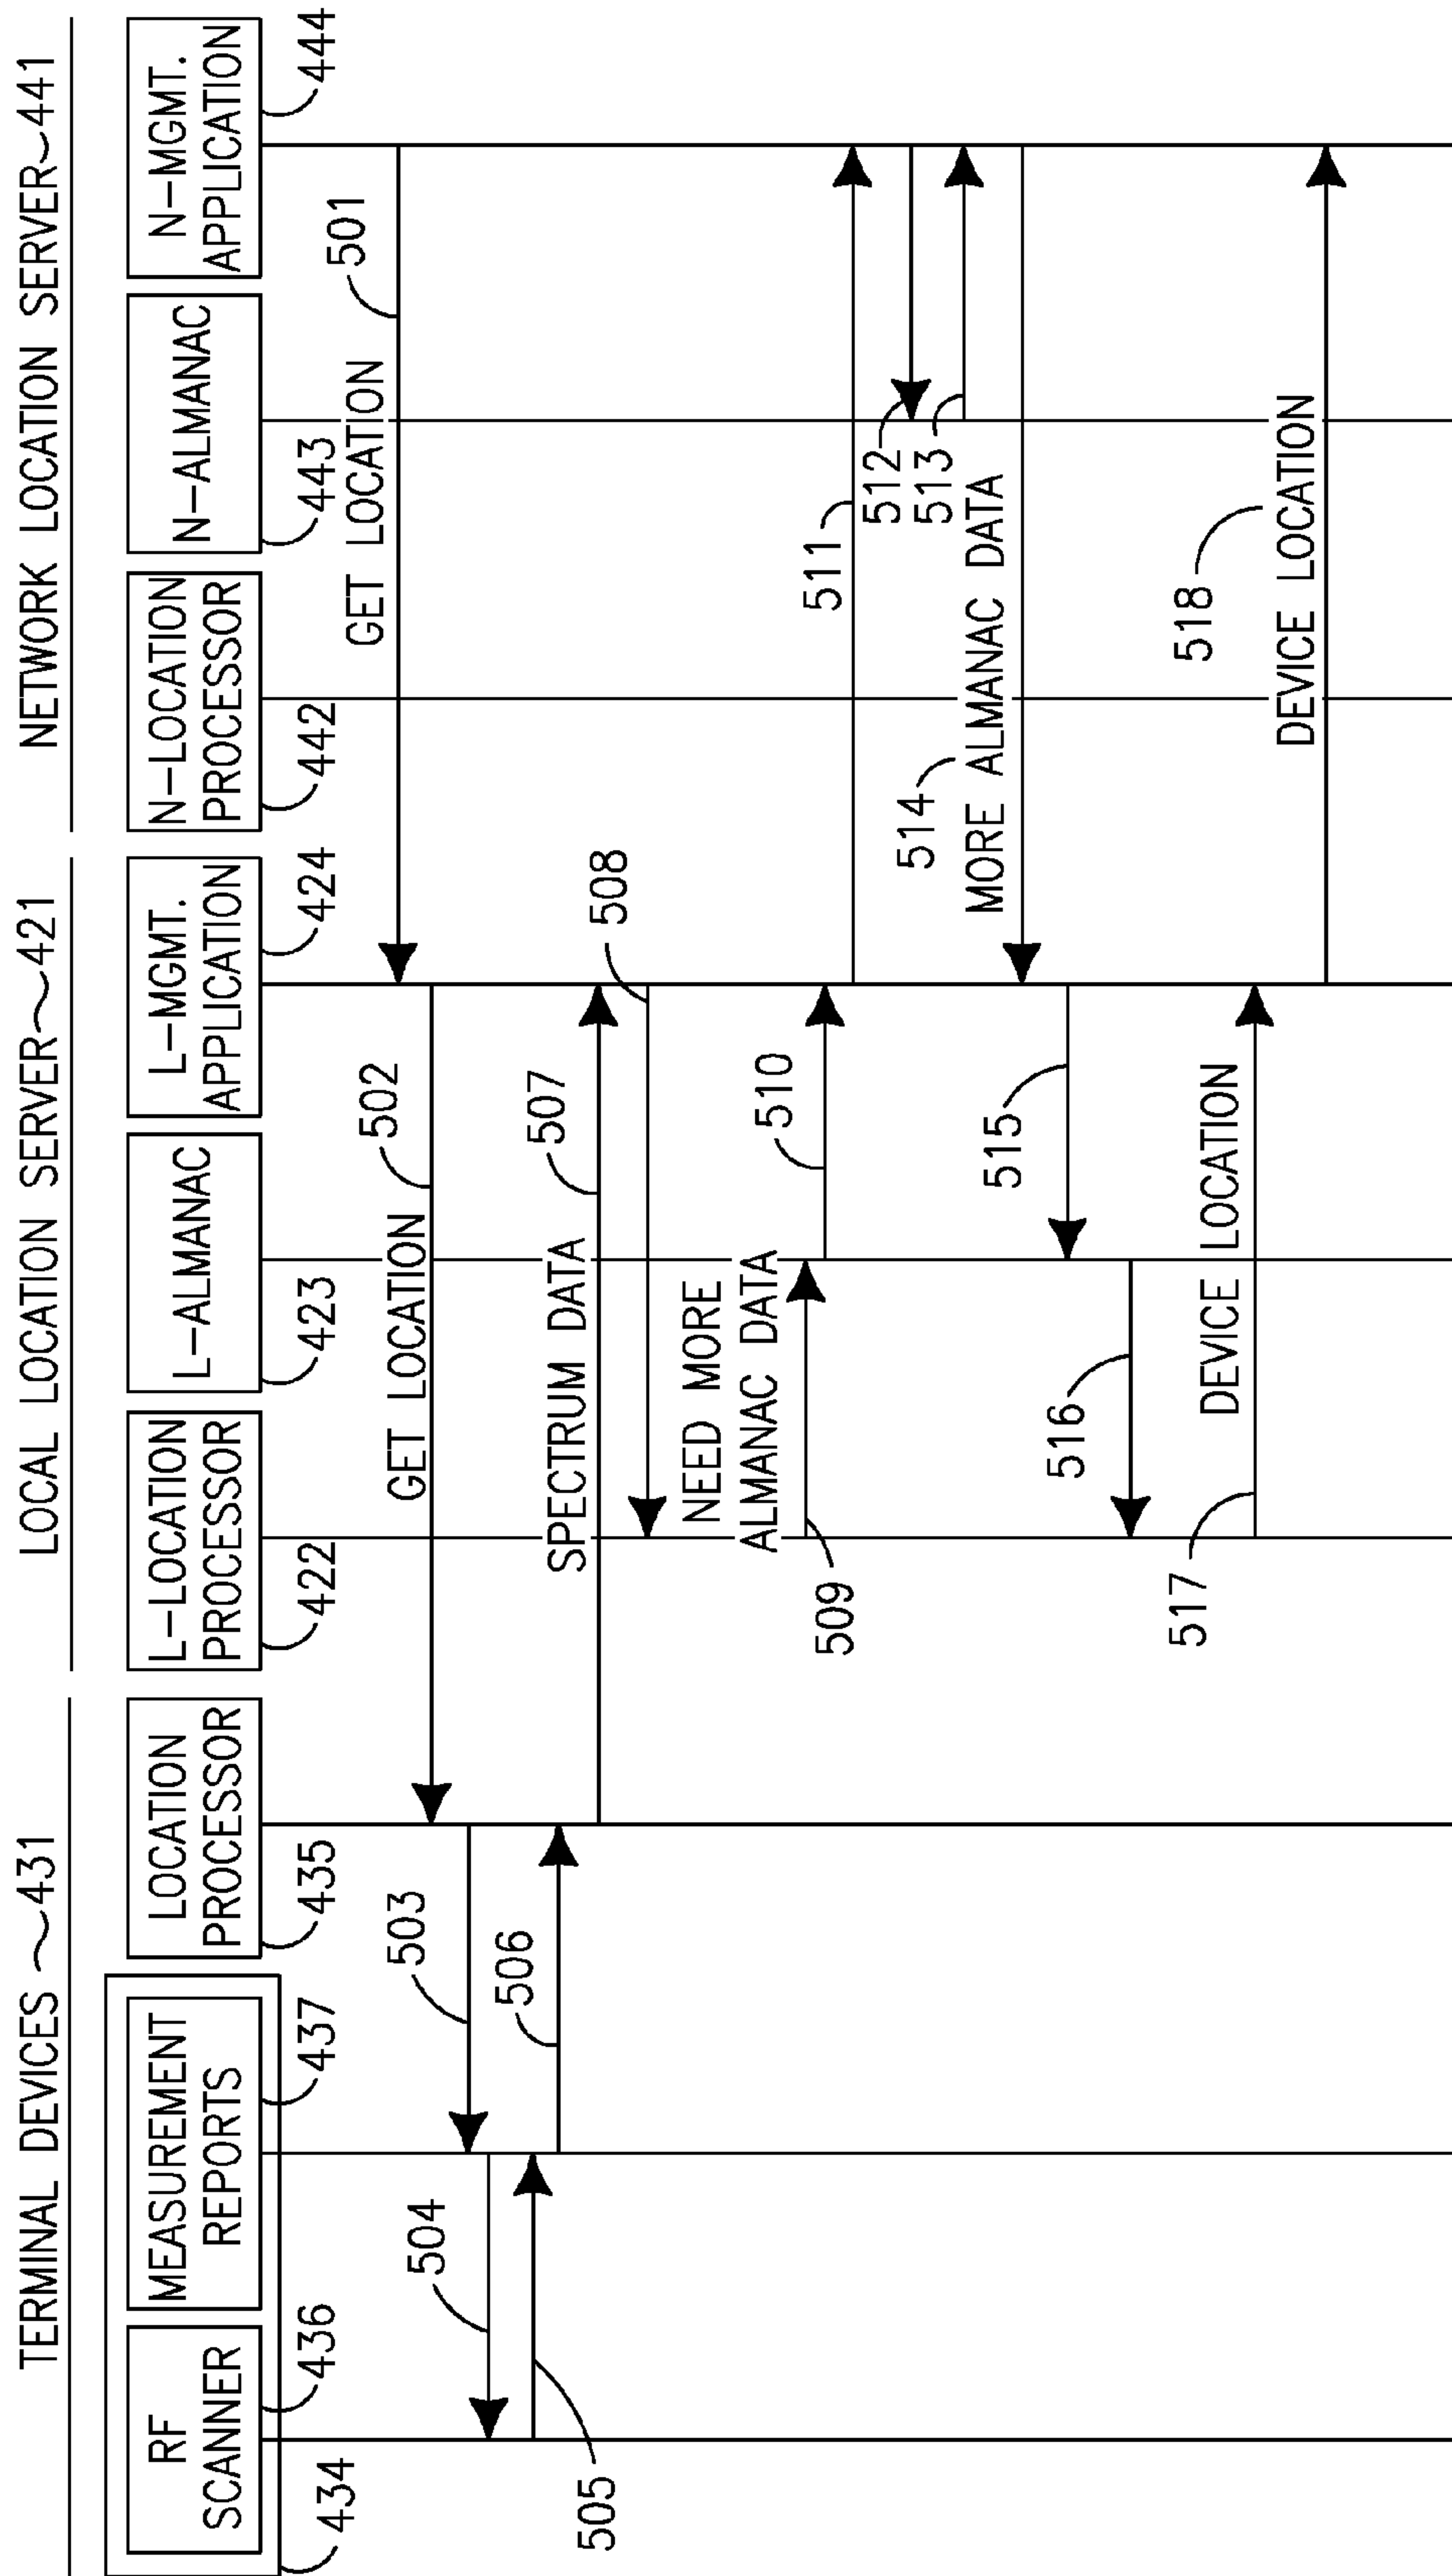 TERMINAL DEVICES ~431
LOCAL LOCATION SERVER~421
NETWORK LOCATION SERVER~441
RF
SCANNER
MEASUREMENT
REPORTS
LOCATION
PROCESSOR
L-LOCATION
PROCESSOR
L-ALMANAC
L-MGMT.
APPLICATION
N-LOCATION
PROCESSOR
N-ALMANAC
N-MGMT.
APPLICATION
434
436
437
435
422
423
424
442
443
444
501
GET LOCATION
502
GET LOCATION
503
504
505
506
507
SPECTRUM DATA
508
NEED MORE
ALMANAC DATA
509
510
511
512
513
514
MORE ALMANAC DATA
515
516
517
DEVICE LOCATION
518
DEVICE LOCATION